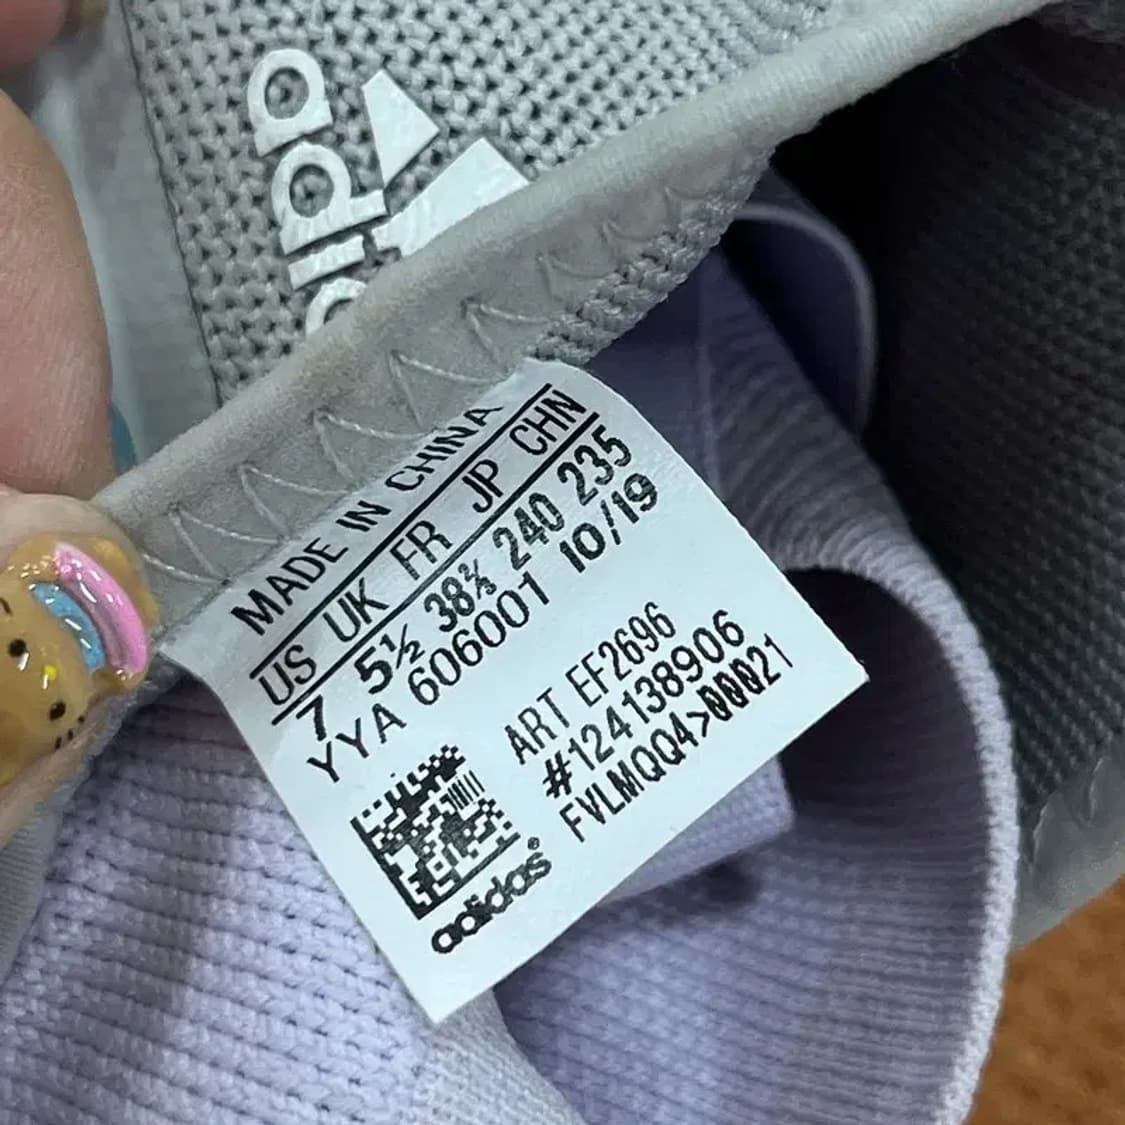 adidas
MADE IN CHINA
US UK FR JP CHN
7 5½ 38⅔ 240 235
YYA 606001 10/19
ART EF2696
#124138906
FVLMQQ4>00021
adidas®